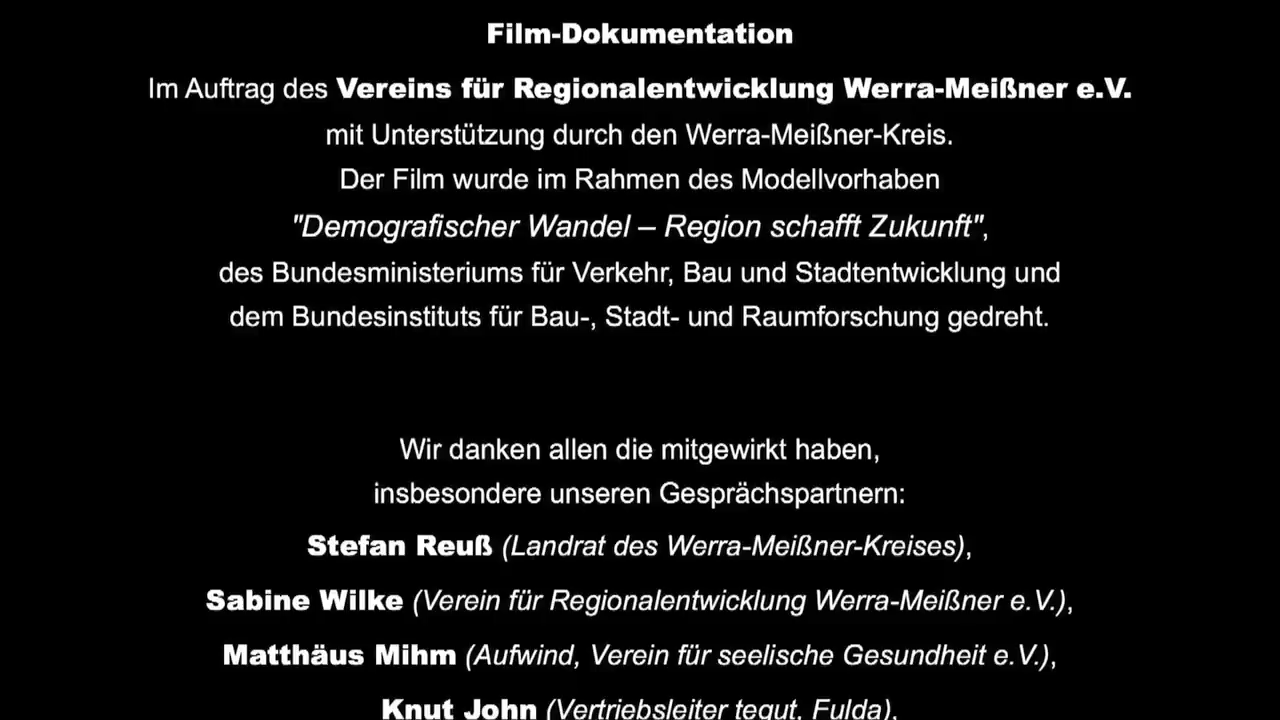 Film-Dokumentation
Im Auftrag des Vereins für Regionalentwicklung Werra-Meißner e.V.
mit Unterstützung durch den Werra-Meißner-Kreis.
Der Film wurde im Rahmen des Modellvorhaben
"Demografischer Wandel – Region schafft Zukunft",
des Bundesministeriums für Verkehr, Bau und Stadtentwicklung und
dem Bundesinstituts für Bau-, Stadt- und Raumforschung gedreht.
Wir danken allen die mitgewirkt haben,
insbesondere unseren Gesprächspartnern:
Stefan Reuß (Landrat des Werra-Meißner-Kreises),
Sabine Wilke (Verein für Regionalentwicklung Werra-Meißner e.V.),
Matthäus Mihm (Aufwind, Verein für seelische Gesundheit e.V.),
Knut John (Vertriebsleiter tegut, Fulda),